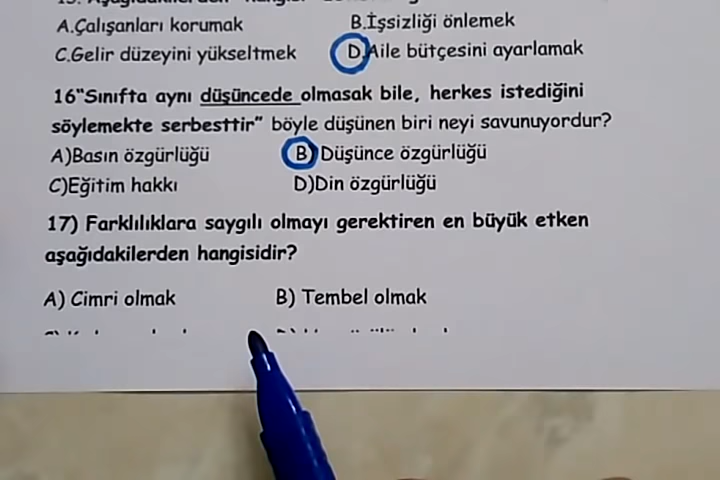 A.Çalışanları korumak B.İşsizliği önlemek
C.Gelir düzeyini yükseltmek D.Aile bütçesini ayarlamak
16“Sınıfta aynı düşüncede olmasak bile, herkes istediğini
söylemekte serbesttir” böyle düşünen biri neyi savunuyordur?
A)Basın özgürlüğü B)Düşünce özgürlüğü
C)Eğitim hakkı D)Din özgürlüğü
17) Farklılıklara saygılı olmayı gerektiren en büyük etken
aşağıdakilerden hangisidir?
A) Cimri olmak B) Tembel olmak